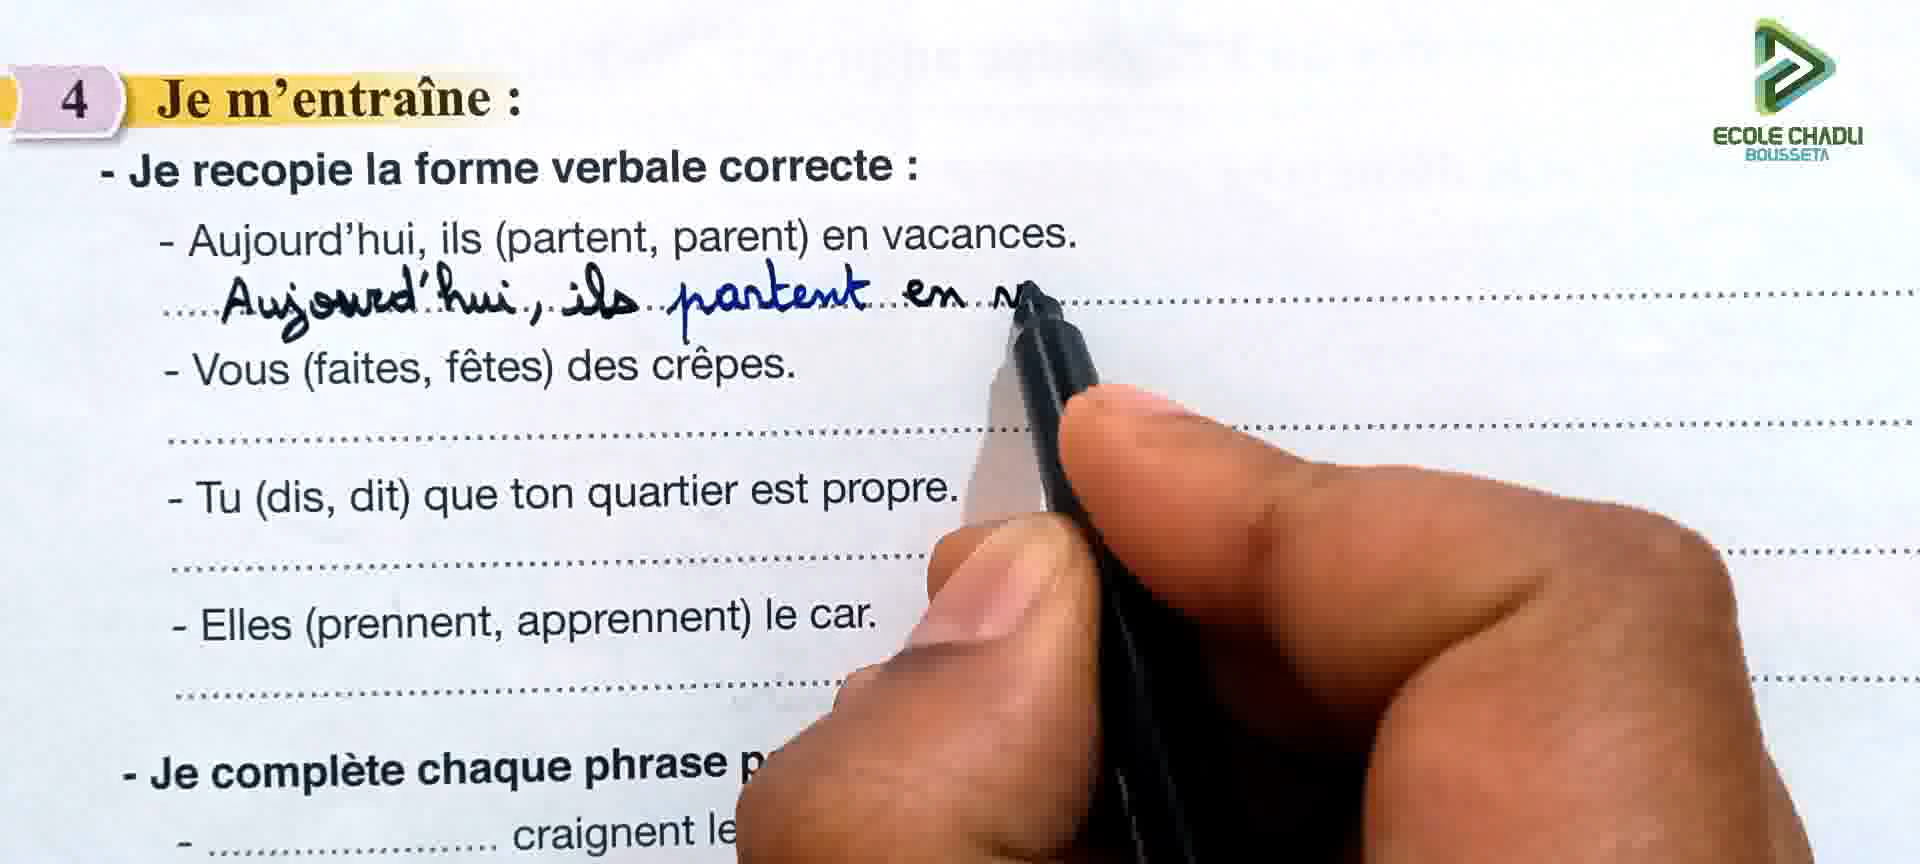 4 Je m'entraîne :
- Je recopie la forme verbale correcte :
- Aujourd'hui, ils (partent, parent) en vacances.
Aujourd'hui, ils partent en
- Vous (faites, fêtes) des crêpes.
- Tu (dis, dit) que ton quartier est propre.
- Elles (prennent, apprennent) le car.
- Je complète chaque phrase
- craignent le
ECOLE CHADLI
BOUSSETA